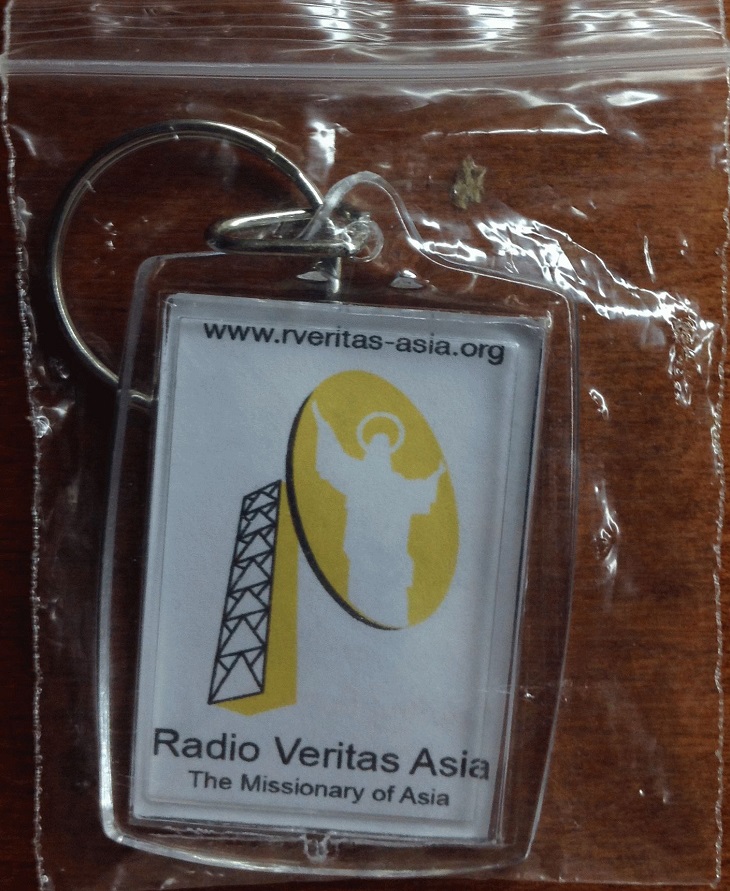 www.rveritas-asia.org
Radio Veritas Asia
The Missionary of Asia